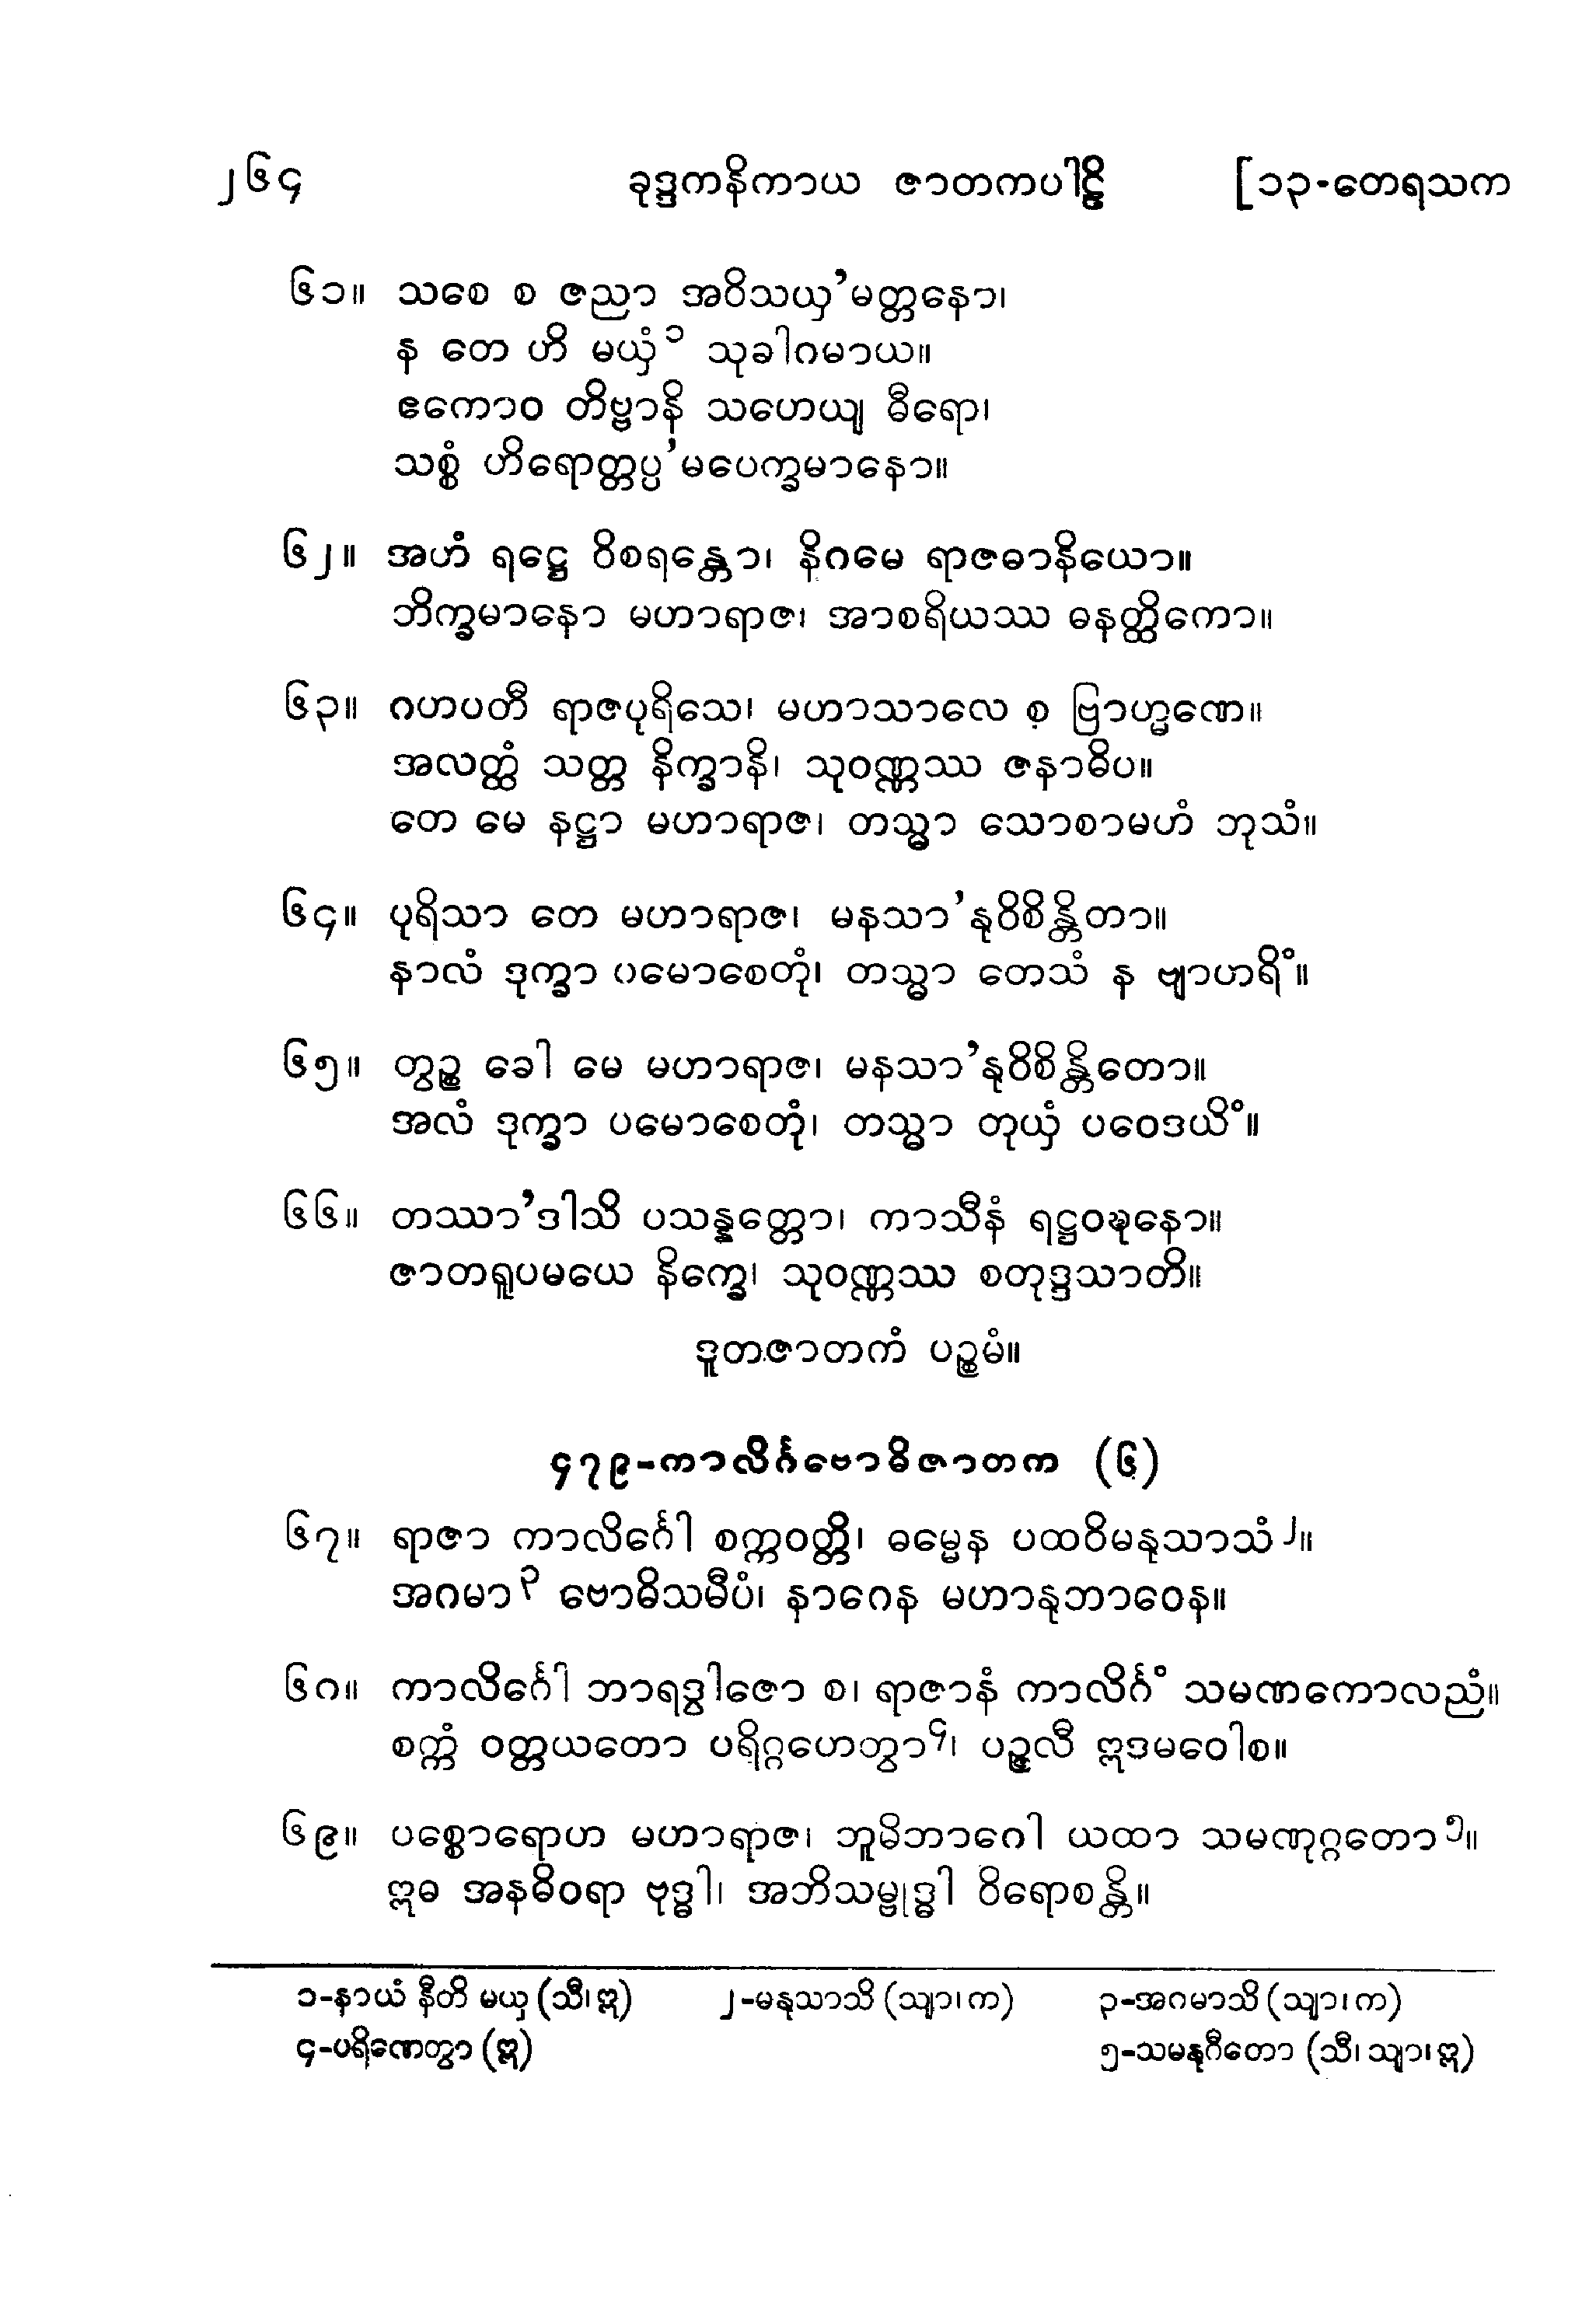 ၂၆၄ ခုဒ္ဒကနိကာယ ဇာတကပါဠိ [၁၃-တေရသက
၆၁။ သစေ စ ဇညာ အဝိသယှ’မတ္တနော၊
န တေ ဟိ မယှံ ၁ သုခါဂမာယ။
ဧကောဝ တိဗ္ဗာနိ သဟေယျ ဓီရော၊
သစ္စံ ဟိရောတ္တပ္ပ’မပေက္ခမာနော။
၆၂။ အဟံ ရဋ္ဌေ ဝိစရန္တော၊ နိဂမေ ရာဇဓာနိယော။
ဘိက္ခမာနော မဟာရာဇ၊ အာစရိယဿ ဓနတ္ထိကော။
၆၃။ ဂဟပတီ ရာဇပုရိသေ၊ မဟာသာလေ စ ဗြာဟ္မဏေ။
အလတ္ထံ သတ္တ နိက္ခာနိ၊ သုဝဏ္ဏဿ ဇနာဓိပ။
တေ မေ နဋ္ဌာ မဟာရာဇ၊ တသ္မာ သောစာမဟံ ဘုသံ။
၆၄။ ပုရိသာ တေ မဟာရာဇ၊ မနသာ’နုဝိစိန္တိတာ။
နာလံ ဒုက္ခာ ပမောစေတုံ၊ တသ္မာ တေသံ န ဗျာဟရိံ။
၆၅။ တွဉ္စ ခေါ မေ မဟာရာဇ၊ မနသာ’နုဝိစိန္တိတော။
အလံ ဒုက္ခာ ပမောစေတုံ၊ တသ္မာ တုယှံ ပဝေဒယိံ။
၆၆။ တဿာ’ဒါသိ ပသန္နတ္တော၊ ကာသီနံ ရဋ္ဌဝဍ္ဎနော။
ဇာတရူပမယေ နိက္ခေ၊ သုဝဏ္ဏဿ စတုဒ္ဒသာတိ။
ဒူတဇာတကံ ပဉ္စမံ။
၄၇၉-ကာလိင်္ဂဗောဓိဇာတက (၆)
၆၇။ ရာဇာ ကာလိင်္ဂေါ စက္ကဝတ္တိ၊ ဓမ္မေန ပထဝိမနုသာသံ ၂။
အဂမာ ၃ ဗောဓိသမီပံ၊ နာဂေန မဟာနုဘာဝေန။
၆၈။ ကာလိင်္ဂေါ ဘာရဒွါဇော စ၊ ရာဇာနံ ကာလိင်္ဂံ သမဏကောလညံ။
စက္ကံ ဝတ္တယတော ပရိဂ္ဂဟေတွာ ၄၊ ပဉ္ဇလီ ဣဒမဝေါစ။
၆၉။ ပစ္စောရောဟ မဟာရာဇ၊ ဘူမိဘာဂေါ ယထာ သမဏုဂ္ဂတော ၅။
ဣဓ အနဓိဝရာ ဗုဒ္ဓါ၊ အဘိသမ္ဗုဒ္ဓါ ဝိရောစန္တိ။
၁-နာယံ နီတိ မယှ (သီ၊ ဣ) ၂-မနုသာသိ (သျာ၊ က) ၃-အဂမာသိ (သျာ၊ က)
၄-ပရိဏေတွာ (ဣ) ၅-သမနုဂီတော (သီ၊ သျာ၊ ဣ)